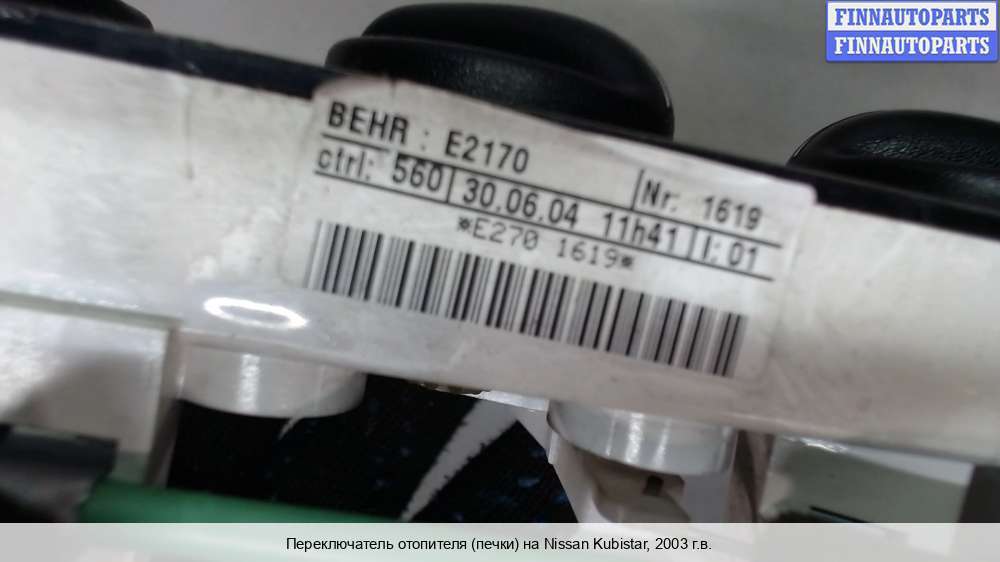 FINNAUTOPARTS
FINNAUTOPARTS
BEHR : E2170
Nr: 1619
ctrl: 560 30.06.04 11h41 I: 01
*E270 1619*
Переключатель отопителя (печки) на Nissan Kubistar, 2003 г.в.